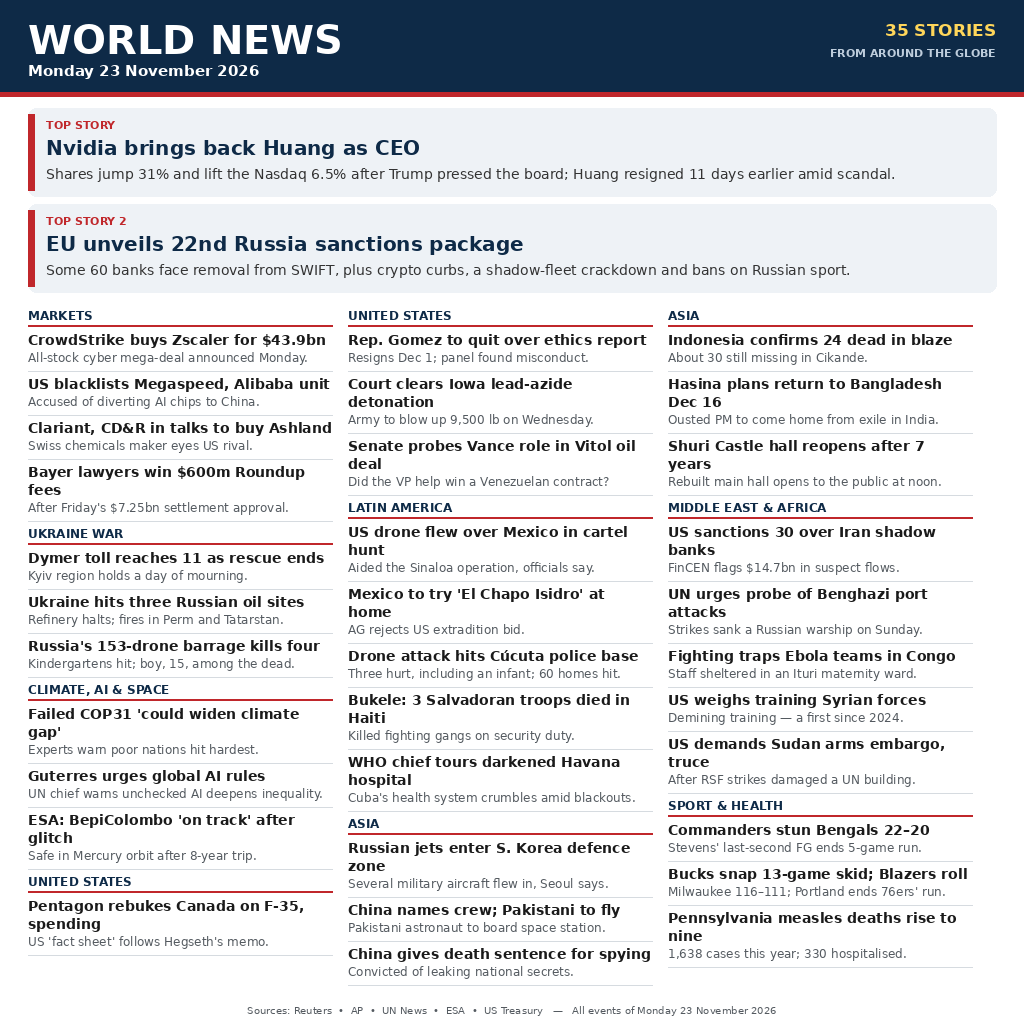 WORLD NEWS
Monday 23 November 2026
35 STORIES
FROM AROUND THE GLOBE
TOP STORY
Nvidia brings back Huang as CEO
Shares jump 31% and lift the Nasdaq 6.5% after Trump pressed the board; Huang resigned 11 days earlier amid scandal.
TOP STORY 2
EU unveils 22nd Russia sanctions package
Some 60 banks face removal from SWIFT, plus crypto curbs, a shadow-fleet crackdown and bans on Russian sport.
MARKETS
CrowdStrike buys Zscaler for $43.9bn
All-stock cyber mega-deal announced Monday.
US blacklists Megaspeed, Alibaba unit
Accused of diverting AI chips to China.
Clariant, CD&R in talks to buy Ashland
Swiss chemicals maker eyes US rival.
Bayer lawyers win $600m Roundup
fees
After Friday's $7.25bn settlement approval.
UKRAINE WAR
Dymer toll reaches 11 as rescue ends
Kyiv region holds a day of mourning.
Ukraine hits three Russian oil sites
Refinery halts; fires in Perm and Tatarstan.
Russia's 153-drone barrage kills four
Kindergartens hit; boy, 15, among the dead.
CLIMATE, AI & SPACE
Failed COP31 'could widen climate
gap'
Experts warn poor nations hit hardest.
Guterres urges global AI rules
UN chief warns unchecked AI deepens inequality.
ESA: BepiColombo 'on track' after
glitch
Safe in Mercury orbit after 8-year trip.
UNITED STATES
Pentagon rebukes Canada on F-35,
spending
US 'fact sheet' follows Hegseth's memo.
UNITED STATES
Rep. Gomez to quit over ethics report
Resigns Dec 1; panel found misconduct.
Court clears Iowa lead-azide
detonation
Army to blow up 9,500 lb on Wednesday.
Senate probes Vance role in Vitol oil
deal
Did the VP help win a Venezuelan contract?
LATIN AMERICA
US drone flew over Mexico in cartel
hunt
Aided the Sinaloa operation, officials say.
Mexico to try 'El Chapo Isidro' at
home
AG rejects US extradition bid.
Drone attack hits Cúcuta police base
Three hurt, including an infant; 60 homes hit.
Bukele: 3 Salvadoran troops died in
Haiti
Killed fighting gangs on security duty.
WHO chief tours darkened Havana
hospital
Cuba's health system crumbles amid blackouts.
ASIA
Russian jets enter S. Korea defence
zone
Several military aircraft flew in, Seoul says.
China names crew; Pakistani to fly
Pakistani astronaut to board space station.
China gives death sentence for spying
Convicted of leaking national secrets.
ASIA
Indonesia confirms 24 dead in blaze
About 30 still missing in Cikande.
Hasina plans return to Bangladesh
Dec 16
Ousted PM to come home from exile in India.
Shuri Castle hall reopens after 7
years
Rebuilt main hall opens to the public at noon.
MIDDLE EAST & AFRICA
US sanctions 30 over Iran shadow
banks
FinCEN flags $14.7bn in suspect flows.
UN urges probe of Benghazi port
attacks
Strikes sank a Russian warship on Sunday.
Fighting traps Ebola teams in Congo
Staff sheltered in an Ituri maternity ward.
US weighs training Syrian forces
Demining training — a first since 2024.
US demands Sudan arms embargo,
truce
After RSF strikes damaged a UN building.
SPORT & HEALTH
Commanders stun Bengals 22–20
Stevens' last-second FG ends 5-game run.
Bucks snap 13-game skid; Blazers roll
Milwaukee 116–111; Portland ends 76ers' run.
Pennsylvania measles deaths rise to
nine
1,638 cases this year; 330 hospitalised.
Sources: Reuters • AP • UN News • ESA • US Treasury — All events of Monday 23 November 2026